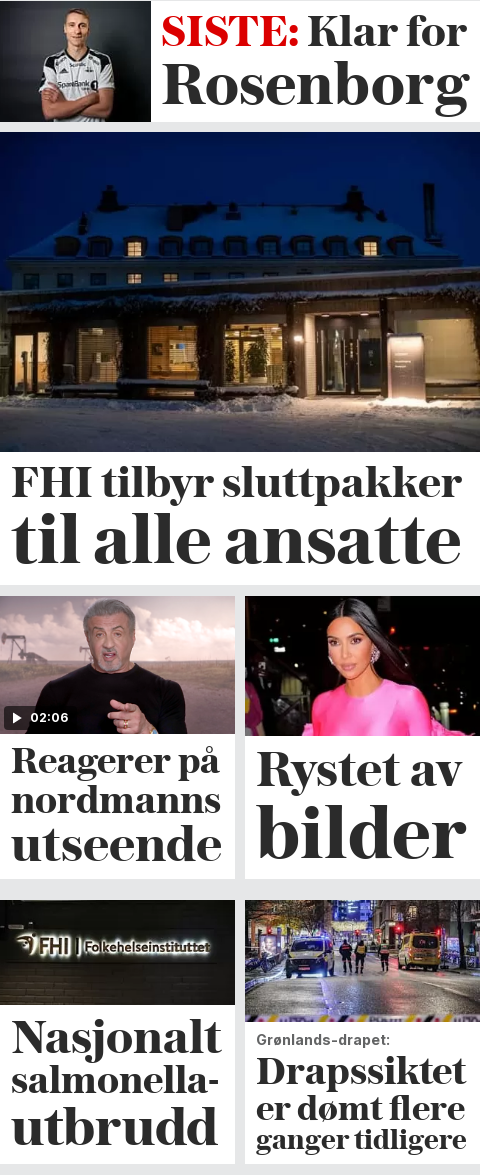 SISTE: Klar for
Rosenborg
SpareBank
FHI tilbyr sluttpakker
til alle ansatte
02:06
Reagerer på
nordmanns
utseende
Rystet av
bilder
FHI Folkehelseinstituttet
Nasjonalt
salmonella-
utbrudd
Grønlands-drapet:
Drapssiktet
er dømt flere
ganger tidligere